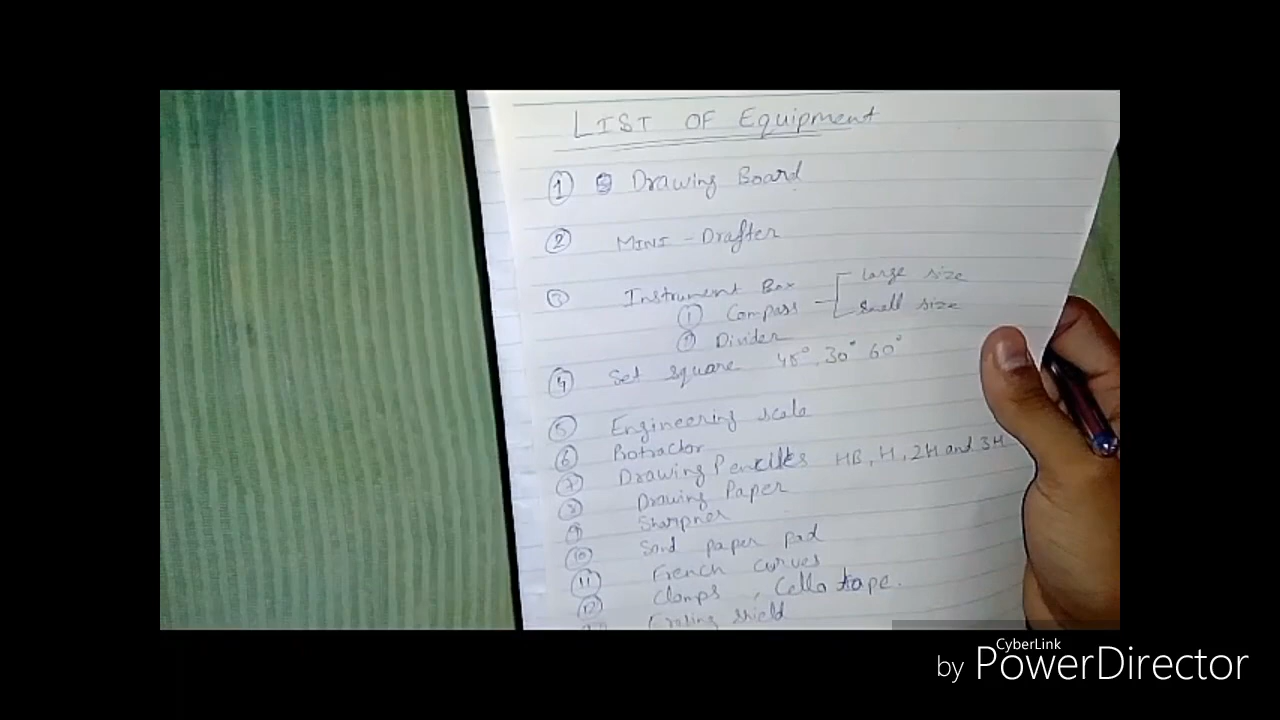 LIST OF Equipment
① Drawing Board
② MINI - Drafter
③ Instrument Box
large size
① Compass
small size
② Divider
④ Set square 45°, 30° 60°
⑤ Engineering scale
⑥ Protractor
⑦ Drawing Pencils HB, H, 2H and 3H
⑧ Drawing Paper
⑨ Sharpner
⑩ Sand paper pad
⑪ French curves
⑫ Clamps, Cello tape.
Erasing shield
CyberLink
by PowerDirector